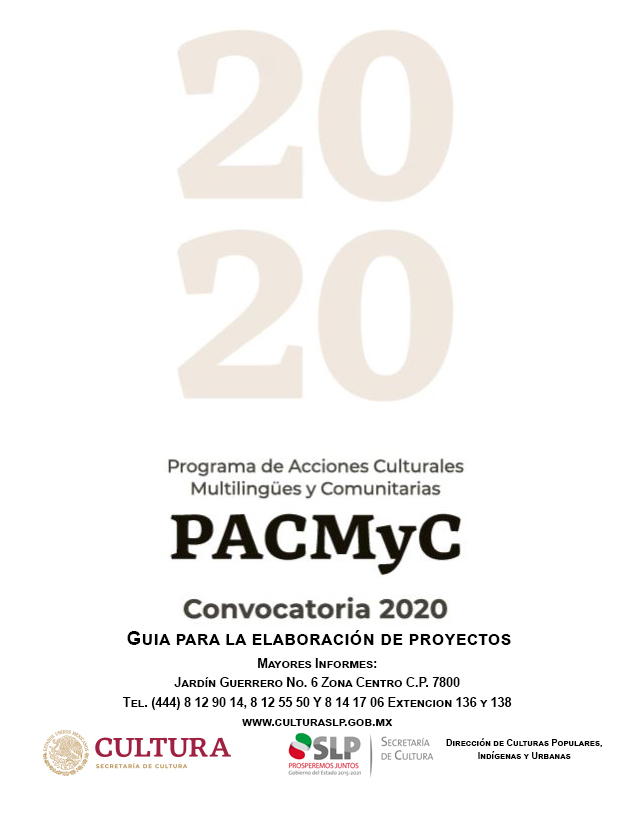 20
20
Programa de Acciones Culturales
Multilingües y Comunitarias
PACMyC
Convocatoria 2020
GUIA PARA LA ELABORACIÓN DE PROYECTOS
MAYORES INFORMES:
JARDÍN GUERRERO NO. 6 ZONA CENTRO C.P. 7800
TEL. (444) 8 12 90 14, 8 12 55 50 Y 8 14 17 06 EXTENCION 136 Y 138
WWW.CULTURASLP.GOB.MX
ESTADOS UNIDOS MEXICANOS
CULTURA
SECRETARÍA DE CULTURA
SLP
PROSPEREMOS JUNTOS
Gobierno del Estado 2015-2021
SECRETARÍA
DE CULTURA
DIRECCIÓN DE CULTURAS POPULARES,
INDÍGENAS Y URBANAS